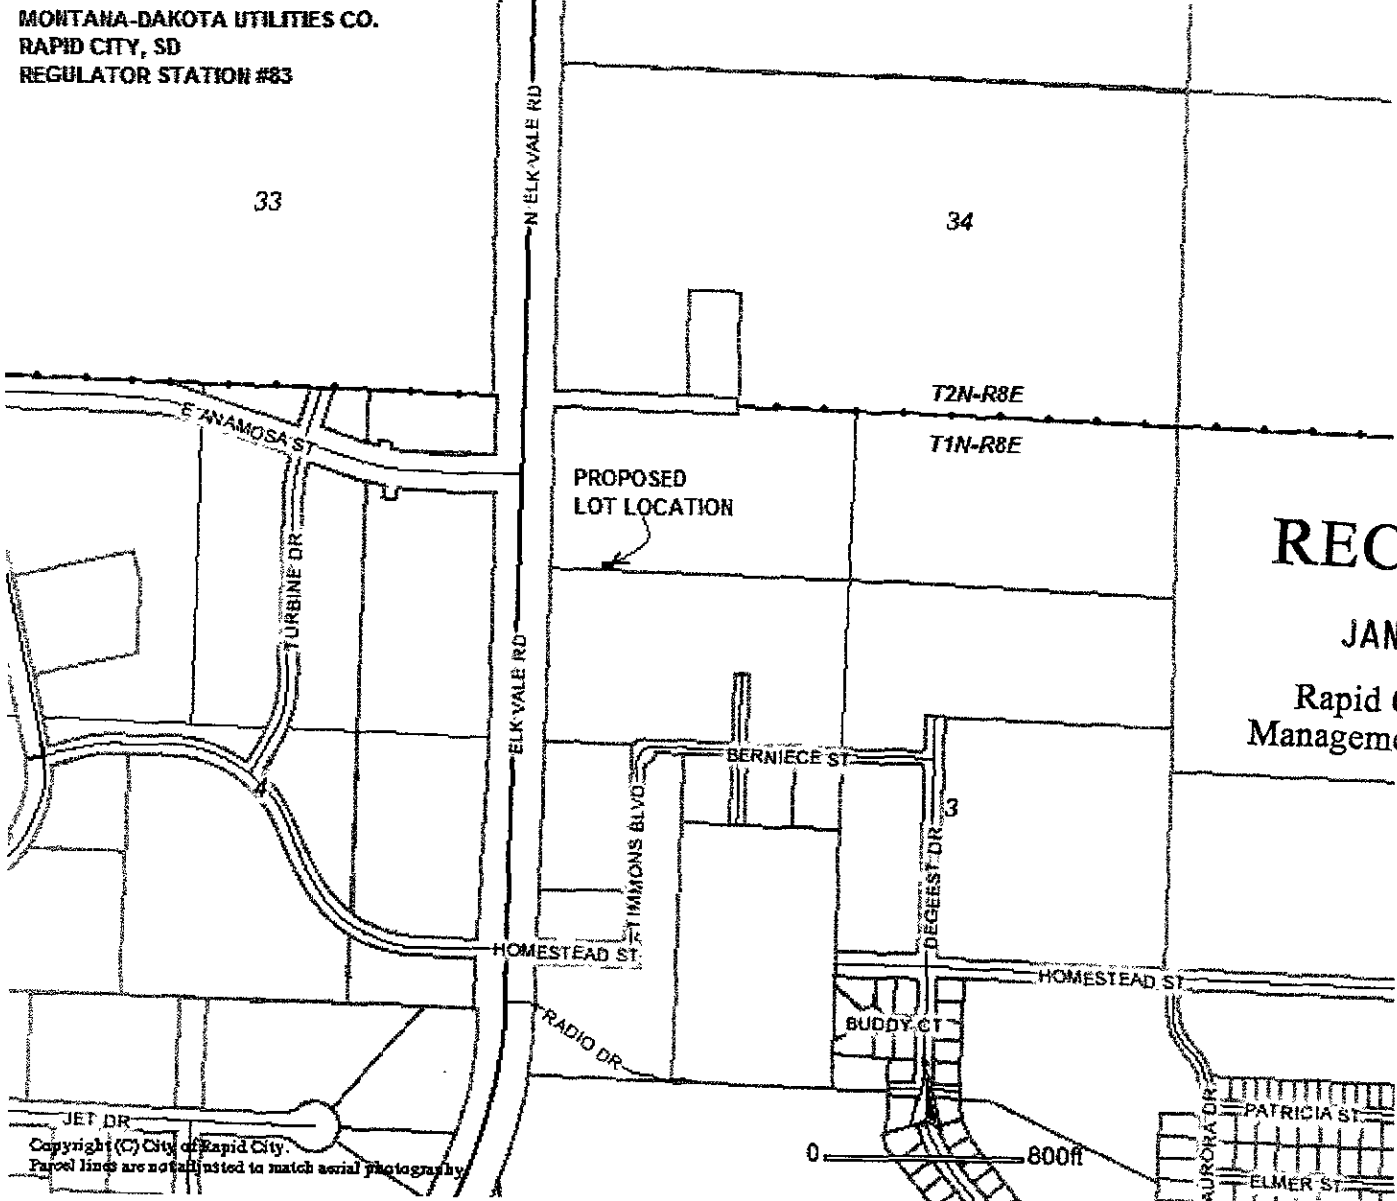 MONTANA-DAKOTA UTILITIES CO.
RAPID CITY, SD
REGULATOR STATION #83
N ELK VALE RD
33
34
T2N-R8E
T1N-R8E
E ANAMOSA ST
PROPOSED
LOT LOCATION
TURBINE DR
ELK VALE RD
REC
JAN
Rapid
Manageme
BERNIECE ST
TIMMONS BLVD
4
3
DEGEEST DR
HOMESTEAD ST
HOMESTEAD ST
BUDDY CT
RADIO DR
JET DR
AURORA DR
PATRICIA ST
ELMER ST
Copyright (C) City of Rapid City.
Parcel lines are not adjusted to match aerial photography
0 800ft